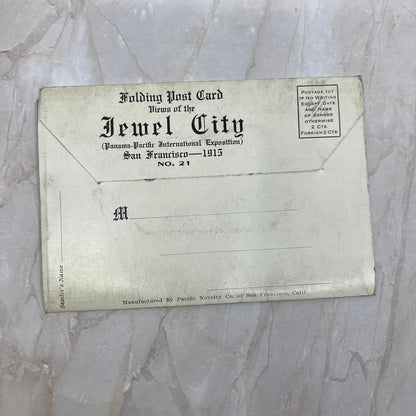 Folding Post Card
Views of the
Jewel City
(Panama-Pacific International Exposition)
San Francisco—1915
NO. 21
POSTAGE 1CT
IF NO WRITING
EXCEPT DATE
AND NAME
OF SENDER
OTHERWISE
2 CTS.
FOREIGN 2 CTS.
M
Sender's Name
Manufactured by Pacific Novelty Co. of San Francisco, Calif.